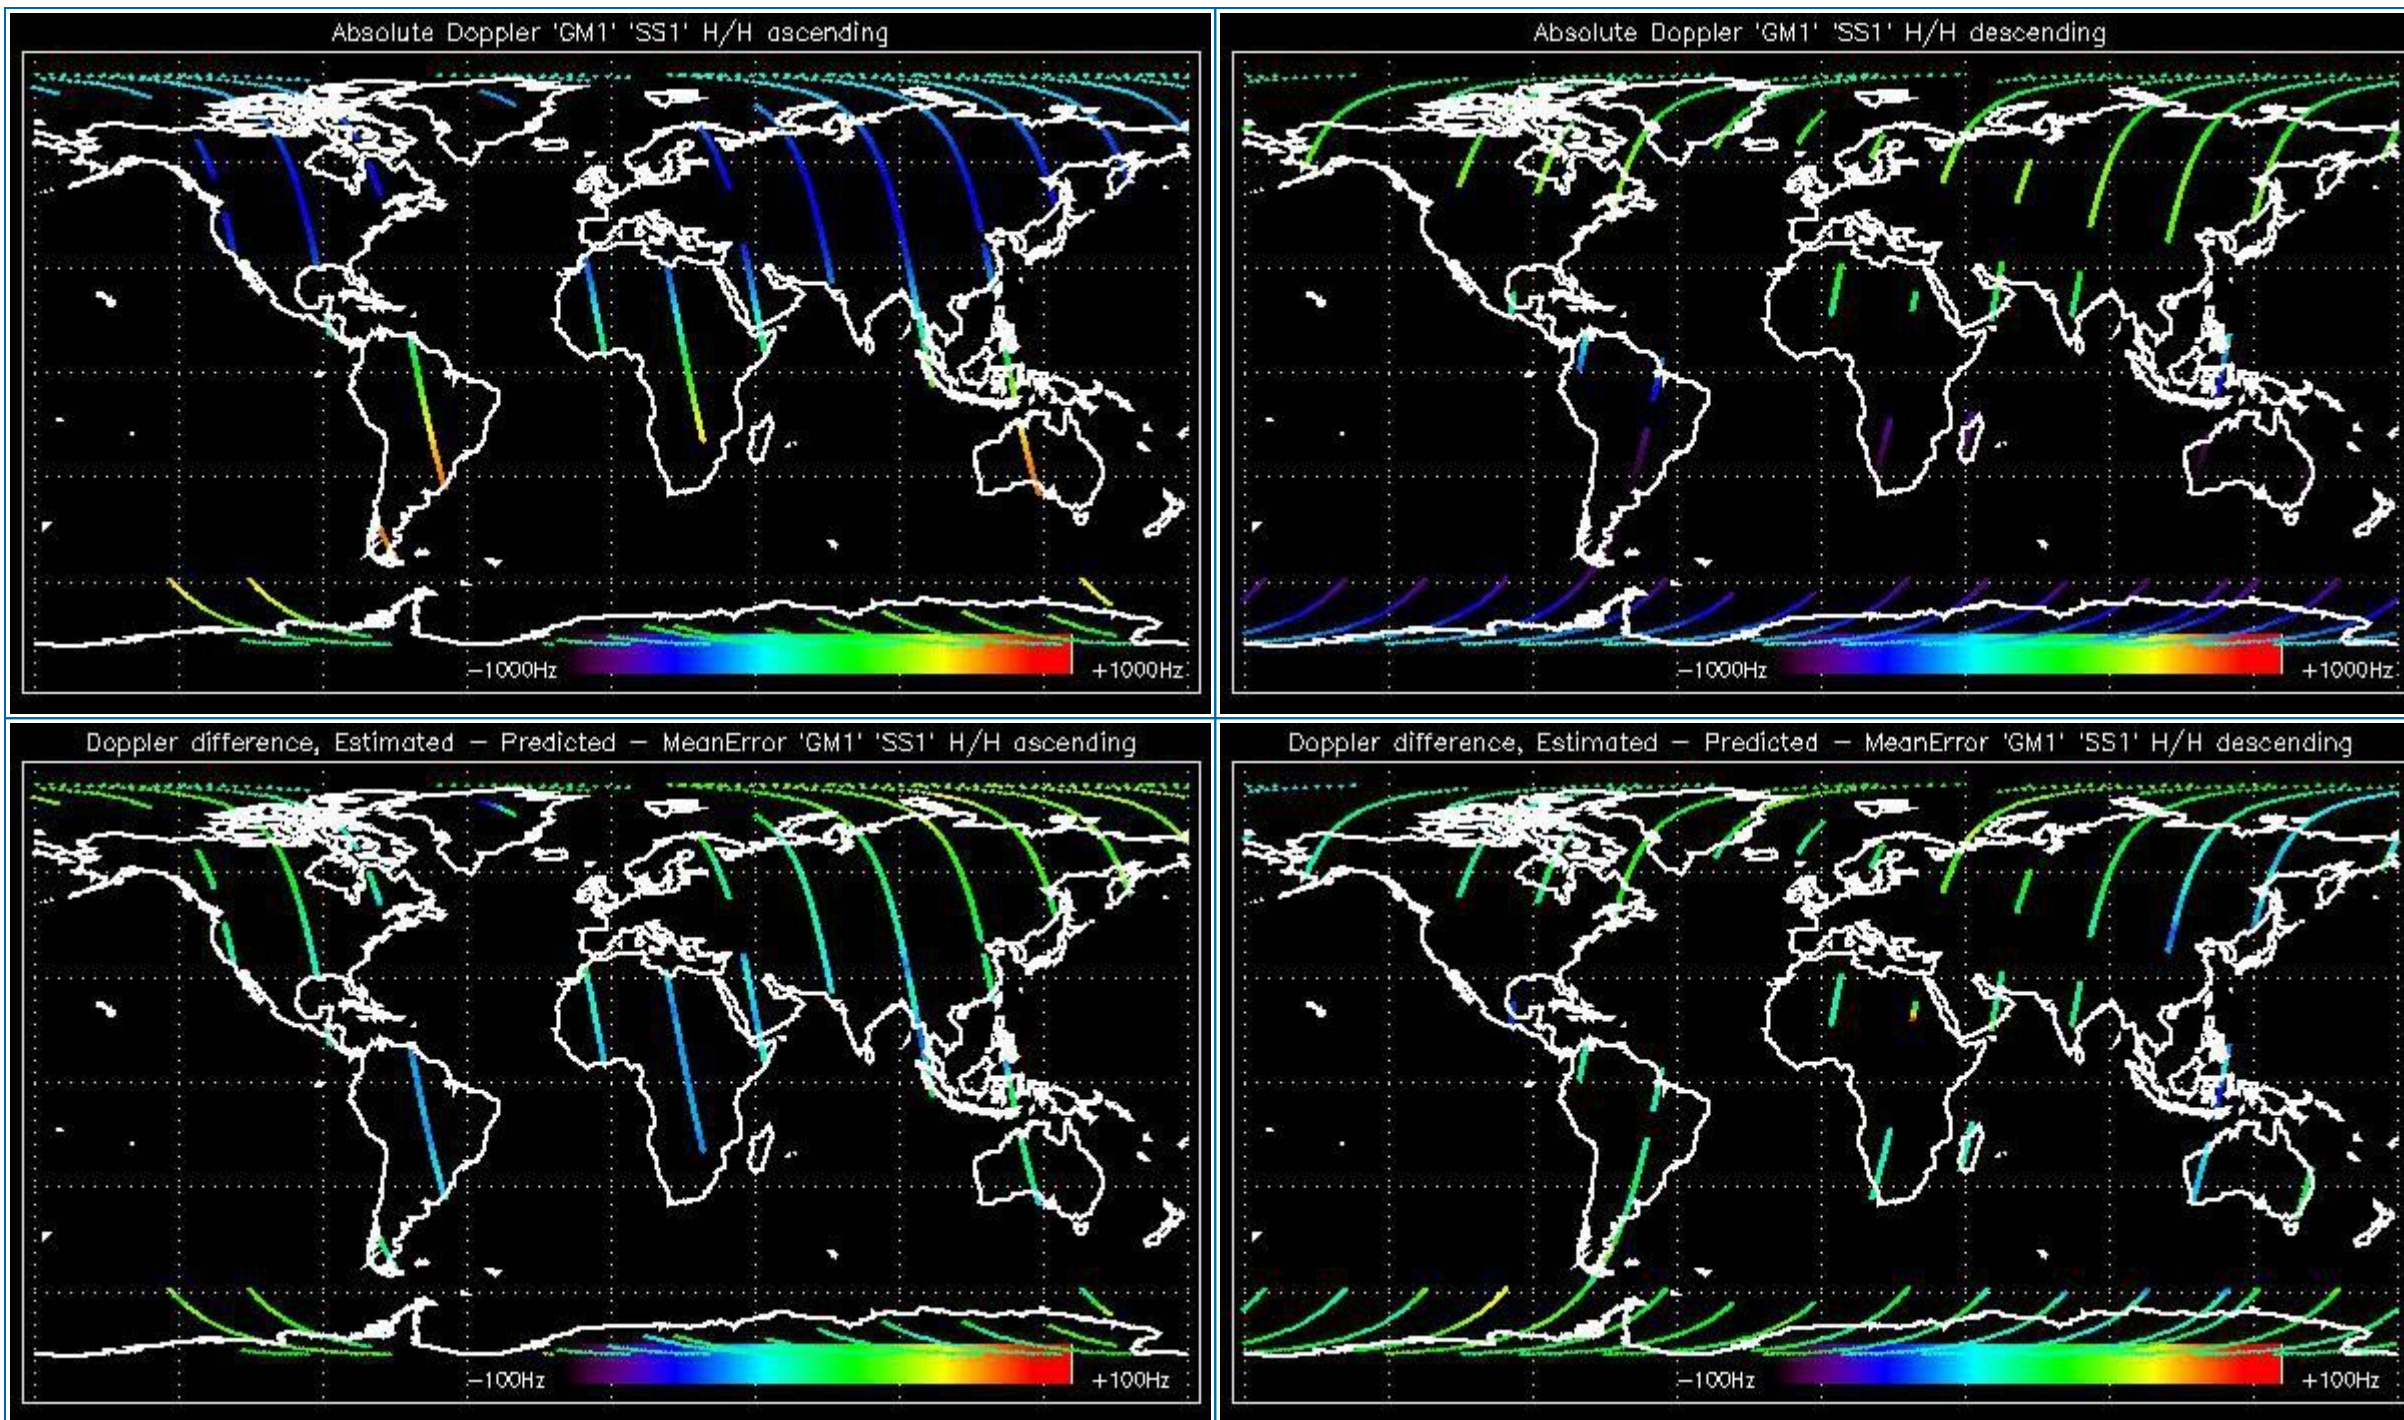 Absolute Doppler 'GM1' 'SS1' H/H ascending
-1000Hz
+1000Hz
Absolute Doppler 'GM1' 'SS1' H/H descending
-1000Hz
+1000Hz
Doppler difference, Estimated - Predicted - MeanError 'GM1' 'SS1' H/H ascending
-100Hz
+100Hz
Doppler difference, Estimated - Predicted - MeanError 'GM1' 'SS1' H/H descending
-100Hz
+100Hz